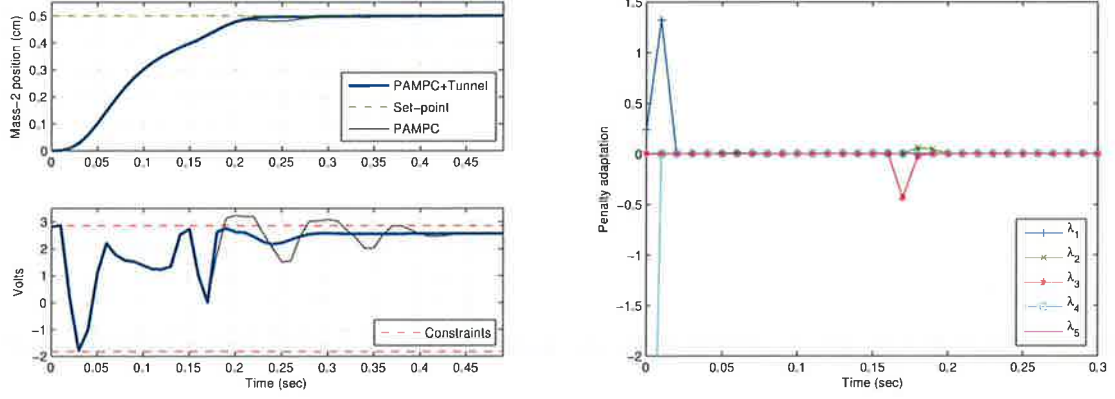 Mass-2 position (cm)
0.5
0.4
0.3
0.2
0.1
0
PAMPC+Tunnel
Set-point
PAMPC
0 0.05 0.1 0.15 0.2 0.25 0.3 0.35 0.4 0.45
Volts
3
2
1
0
-1
-2
Constraints
0 0.05 0.1 0.15 0.2 0.25 0.3 0.35 0.4 0.45
Time (sec)
Penalty adaptation
1.5
1
0.5
0
-0.5
-1
-1.5
-2
λ1
λ2
λ3
λ4
λ5
0 0.05 0.1 0.15 0.2 0.25 0.3
Time (sec)